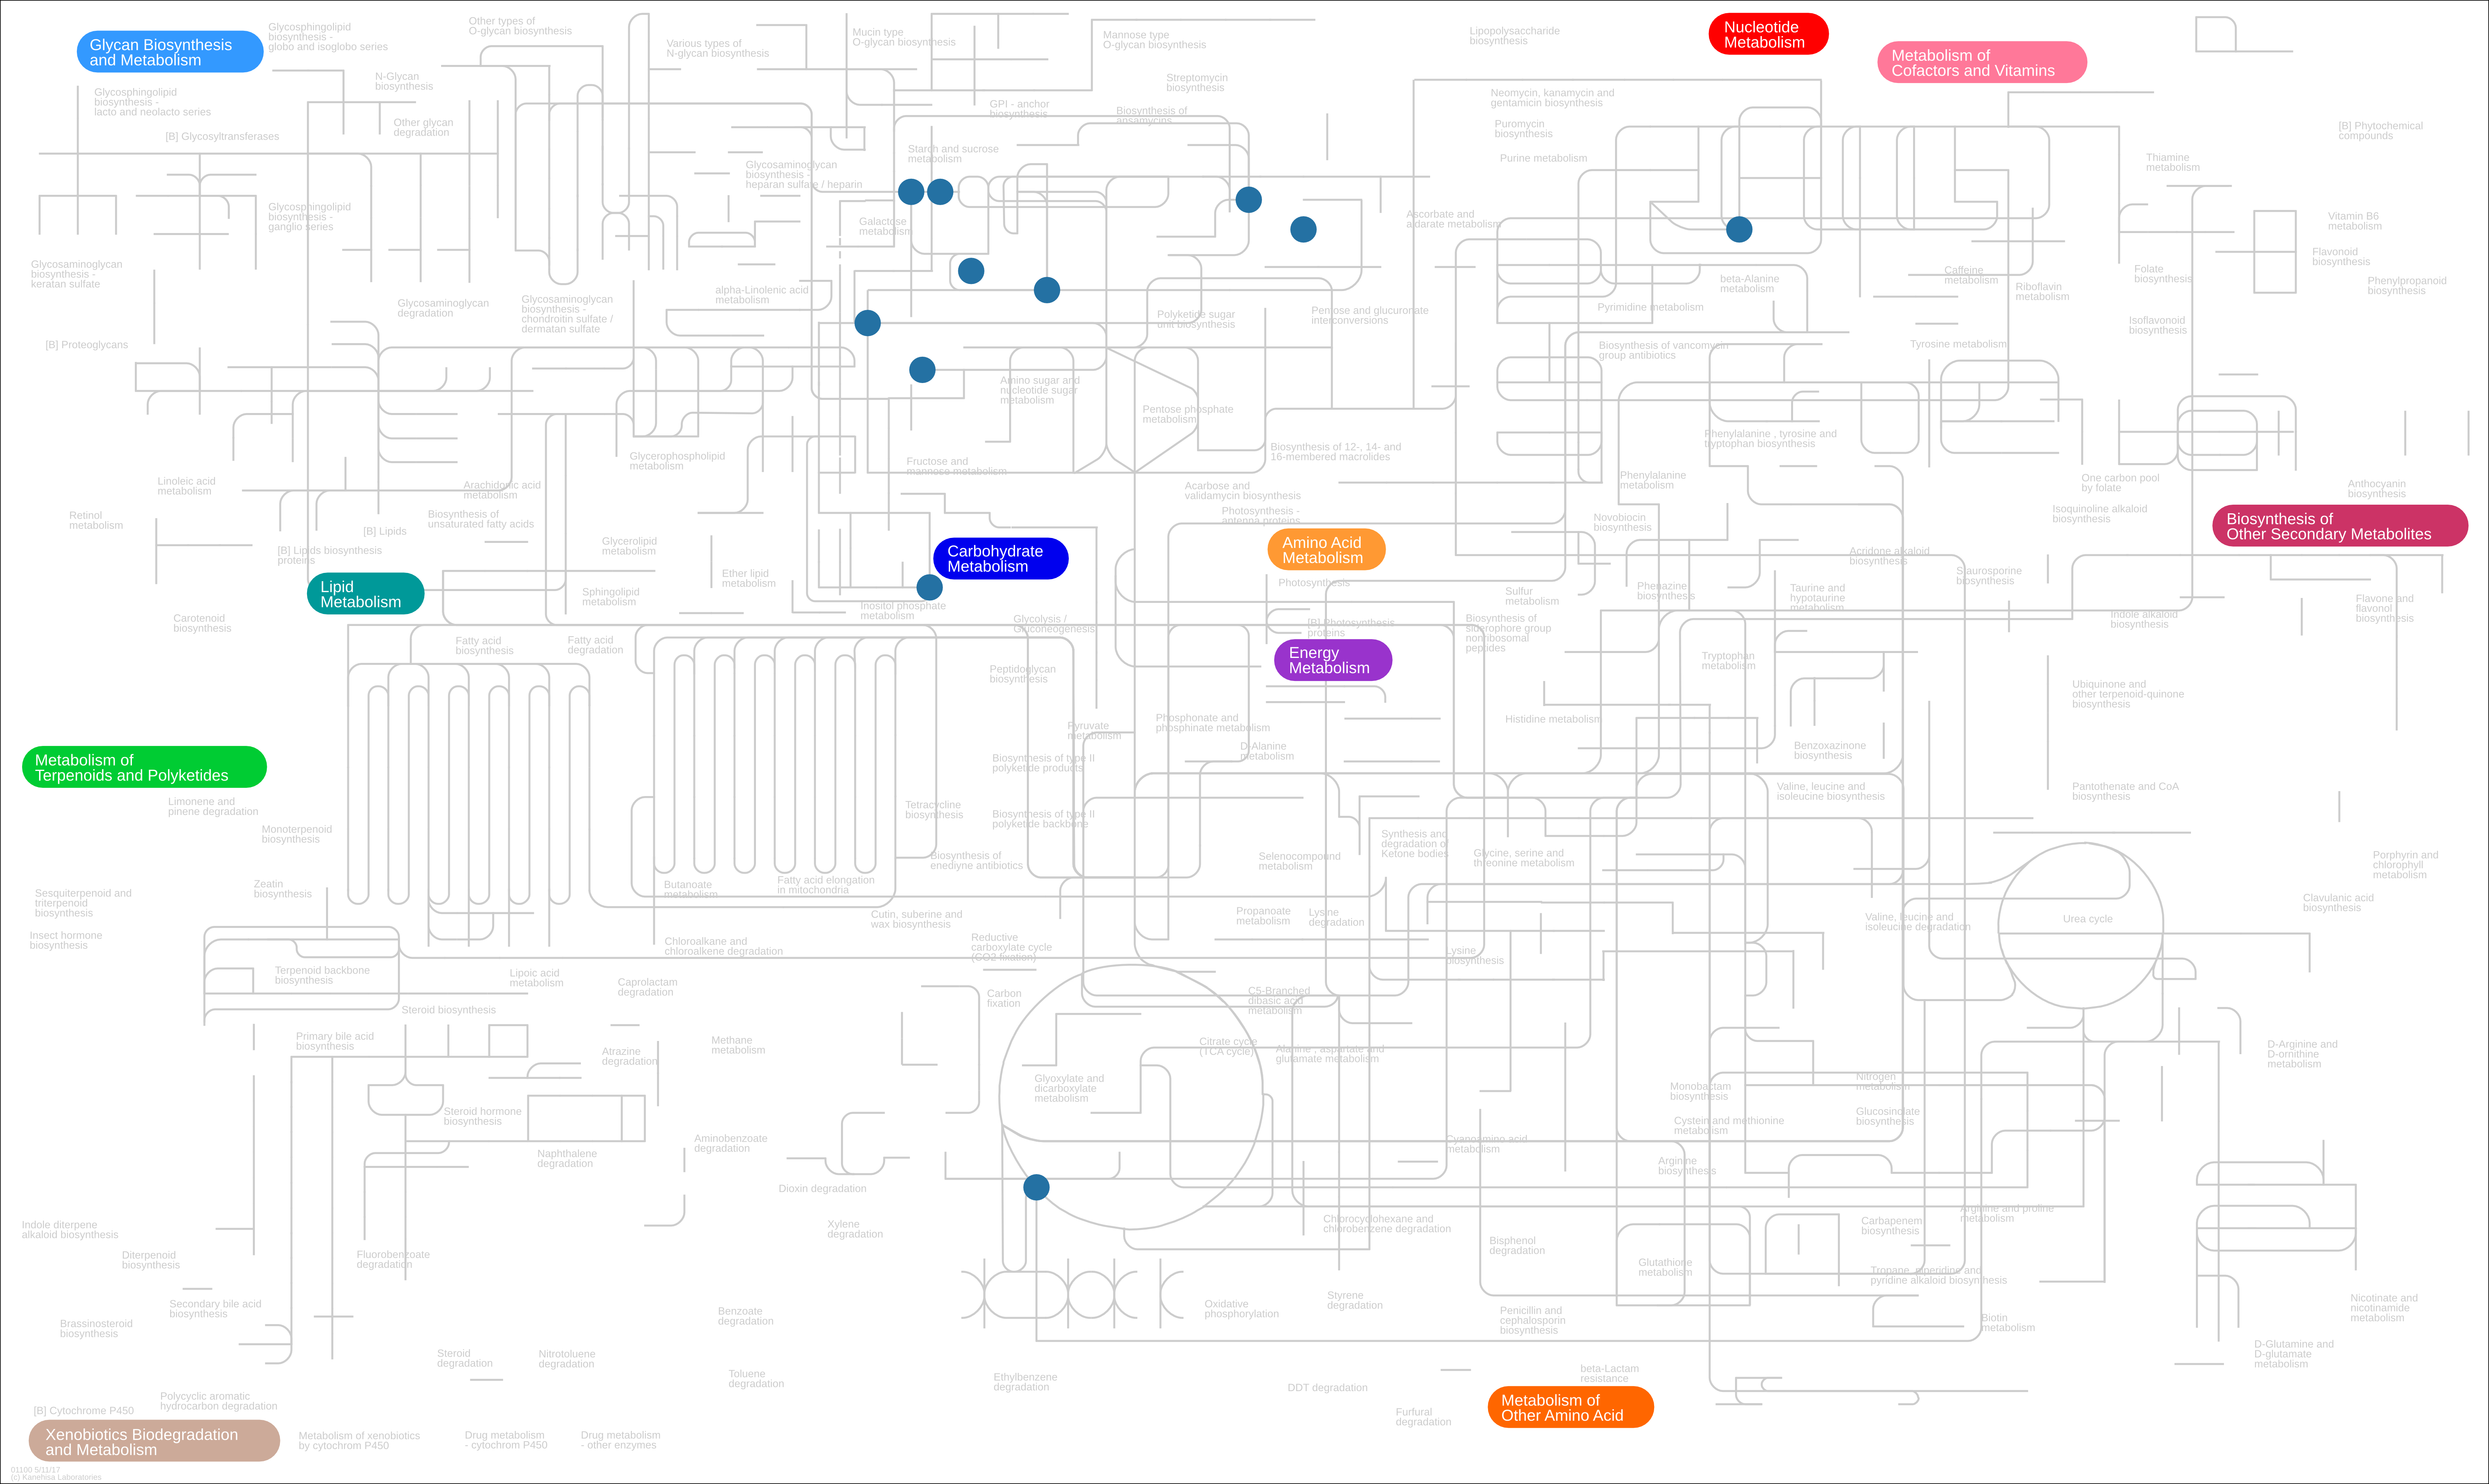 Glycan Biosynthesis
and Metabolism
Glycosphingolipid
biosynthesis -
globo and isoglobo series
Other types of
O-glycan biosynthesis
Various types of
N-glycan biosynthesis
Mucin type
O-glycan biosynthesis
Mannose type
O-glycan biosynthesis
Lipopolysaccharide
biosynthesis
Nucleotide
Metabolism
Metabolism of
Cofactors and Vitamins
N-Glycan
biosynthesis
Streptomycin
biosynthesis
Glycosphingolipid
biosynthesis -
lacto and neolacto series
Other glycan
degradation
[B] Glycosyltransferases
GPI - anchor
biosynthesis
Biosynthesis of
ansamycins
Neomycin, kanamycin and
gentamicin biosynthesis
Puromycin
biosynthesis
Purine metabolism
[B] Phytochemical
compounds
Starch and sucrose
metabolism
Glycosaminoglycan
biosynthesis -
heparan sulfate / heparin
Thiamine
metabolism
Glycosphingolipid
biosynthesis -
ganglio series
Galactose
metabolism
Ascorbate and
aldarate metabolism
Vitamin B6
metabolism
Flavonoid
biosynthesis
Glycosaminoglycan
biosynthesis -
keratan sulfate
Glycosaminoglycan
degradation
Glycosaminoglycan
biosynthesis -
chondroitin sulfate /
dermatan sulfate
alpha-Linolenic acid
metabolism
Polyketide sugar
unit biosynthesis
Pentose and glucuronate
interconversions
Pyrimidine metabolism
beta-Alanine
metabolism
Caffeine
metabolism
Riboflavin
metabolism
Folate
biosynthesis
Phenylpropanoid
biosynthesis
Isoflavonoid
biosynthesis
[B] Proteoglycans
Biosynthesis of vancomycin
group antibiotics
Tyrosine metabolism
Amino sugar and
nucleotide sugar
metabolism
Pentose phosphate
metabolism
Biosynthesis of 12-, 14- and
16-membered macrolides
Phenylalanine , tyrosine and
tryptophan biosynthesis
Glycerophospholipid
metabolism
Fructose and
mannose metabolism
Linoleic acid
metabolism
Arachidonic acid
metabolism
Acarbose and
validamycin biosynthesis
Phenylalanine
metabolism
One carbon pool
by folate
Anthocyanin
biosynthesis
Retinol
metabolism
[B] Lipids
Biosynthesis of
unsaturated fatty acids
Photosynthesis -
antenna proteins
Novobiocin
biosynthesis
Isoquinoline alkaloid
biosynthesis
Biosynthesis of
Other Secondary Metabolites
[B] Lipids biosynthesis
proteins
Glycerolipid
metabolism
Carbohydrate
Metabolism
Amino Acid
Metabolism
Acridone alkaloid
biosynthesis
Staurosporine
biosynthesis
Lipid
Metabolism
Ether lipid
metabolism
Sphingolipid
metabolism
Inositol phosphate
metabolism
Photosynthesis
Sulfur
metabolism
Phenazine
biosynthesis
Taurine and
hypotaurine
metabolism
Flavone and
flavonol
biosynthesis
Carotenoid
biosynthesis
Glycolysis /
Gluconeogenesis
[B] Photosynthesis
proteins
Biosynthesis of
siderophore group
nonribosomal
peptides
Indole alkaloid
biosynthesis
Fatty acid
biosynthesis
Fatty acid
degradation
Energy
Metabolism
Peptidoglycan
biosynthesis
Tryptophan
metabolism
Ubiquinone and
other terpenoid-quinone
biosynthesis
Pyruvate
metabolism
Phosphonate and
phosphinate metabolism
Histidine metabolism
D-Alanine
metabolism
Benzoxazinone
biosynthesis
Metabolism of
Terpenoids and Polyketides
Biosynthesis of type II
polyketide products
Limonene and
pinene degradation
Tetracycline
biosynthesis
Biosynthesis of type II
polyketide backbone
Valine, leucine and
isoleucine biosynthesis
Pantothenate and CoA
biosynthesis
Monoterpenoid
biosynthesis
Synthesis and
degradation of
Ketone bodies
Biosynthesis of
enediyne antibiotics
Selenocompound
metabolism
Glycine, serine and
threonine metabolism
Porphyrin and
chlorophyll
metabolism
Sesquiterpenoid and
triterpenoid
biosynthesis
Zeatin
biosynthesis
Butanoate
metabolism
Fatty acid elongation
in mitochondria
Clavulanic acid
biosynthesis
Insect hormone
biosynthesis
Cutin, suberine and
wax biosynthesis
Propanoate
metabolism
Lysine
degradation
Valine, leucine and
isoleucine degradation
Urea cycle
Chloroalkane and
chloroalkene degradation
Reductive
carboxylate cycle
(CO2 fixation)
Lysine
biosynthesis
Terpenoid backbone
biosynthesis
Lipoic acid
metabolism
Caprolactam
degradation
Carbon
fixation
C5-Branched
dibasic acid
metabolism
Steroid biosynthesis
Primary bile acid
biosynthesis
Atrazine
degradation
Methane
metabolism
Citrate cycle
(TCA cycle)
Alanine , aspartate and
glutamate metabolism
D-Arginine and
D-ornithine
metabolism
Glyoxylate and
dicarboxylate
metabolism
Monobactam
biosynthesis
Nitrogen
metabolism
Steroid hormone
biosynthesis
Cystein and methionine
metabolism
Glucosinolate
biosynthesis
Naphthalene
degradation
Aminobenzoate
degradation
Cyanoamino acid
metabolism
Arginine
biosynthesis
Dioxin degradation
Indole diterpene
alkaloid biosynthesis
Xylene
degradation
Chlorocyclohexane and
chlorobenzene degradation
Carbapenem
biosynthesis
Arginine and proline
metabolism
Diterpenoid
biosynthesis
Fluorobenzoate
degradation
Bisphenol
degradation
Glutathione
metabolism
Tropane, piperidine and
pyridine alkaloid biosynthesis
Secondary bile acid
biosynthesis
Brassinosteroid
biosynthesis
Benzoate
degradation
Oxidative
phosphorylation
Styrene
degradation
Penicillin and
cephalosporin
biosynthesis
Biotin
metabolism
Nicotinate and
nicotinamide
metabolism
Steroid
degradation
Nitrotoluene
degradation
Toluene
degradation
Ethylbenzene
degradation
DDT degradation
beta-Lactam
resistance
D-Glutamine and
D-glutamate
metabolism
Polycyclic aromatic
hydrocarbon degradation
[B] Cytochrome P450
Furfural
degradation
Metabolism of
Other Amino Acid
Xenobiotics Biodegradation
and Metabolism
Metabolism of xenobiotics
by cytochrom P450
Drug metabolism
- cytochrom P450
Drug metabolism
- other enzymes
01100 5/11/17
(c) Kanehisa Laboratories